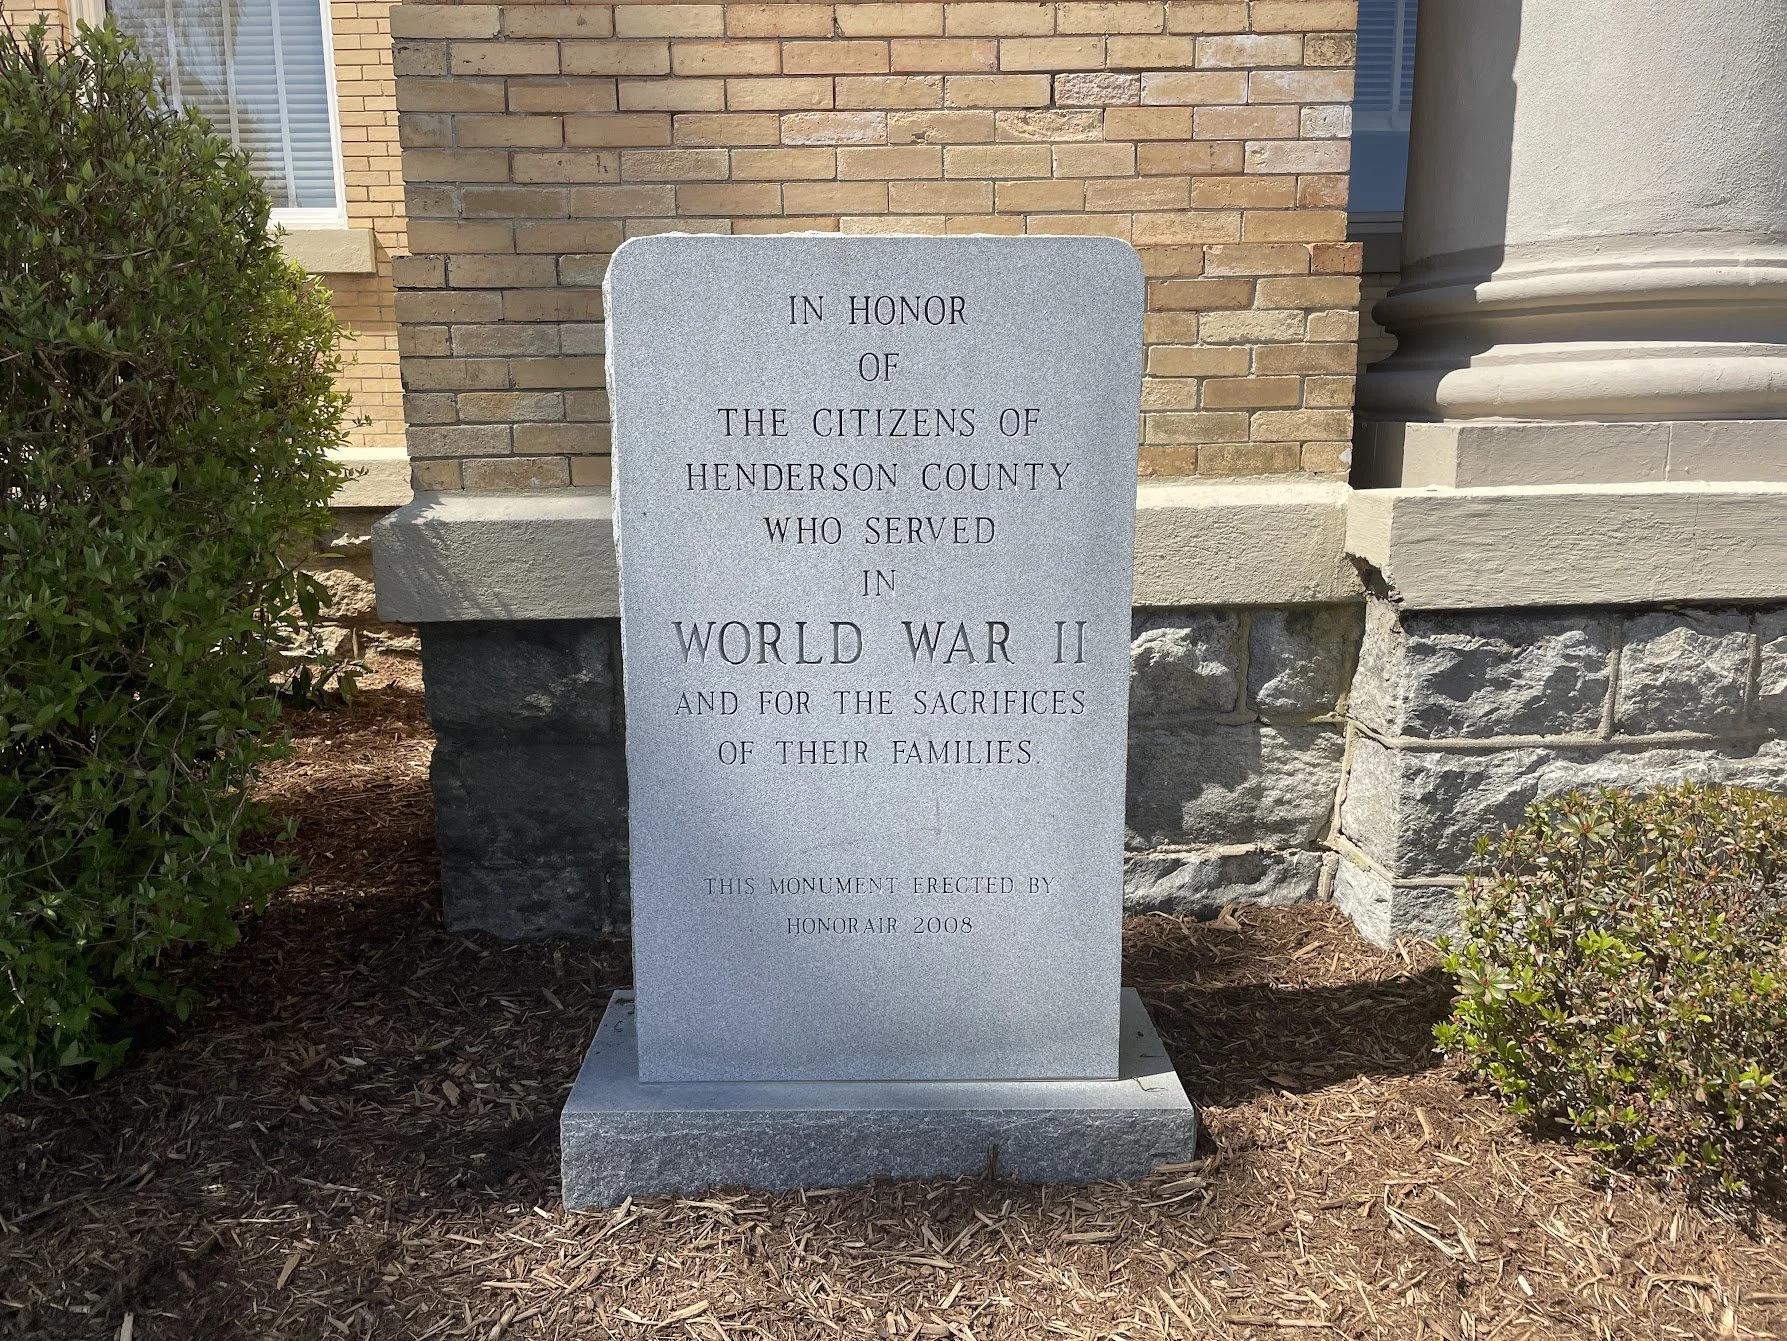 IN HONOR
OF
THE CITIZENS OF
HENDERSON COUNTY
WHO SERVED
IN
WORLD WAR II
AND FOR THE SACRIFICES
OF THEIR FAMILIES.
THIS MONUMENT ERECTED BY
HONORAIR 2008